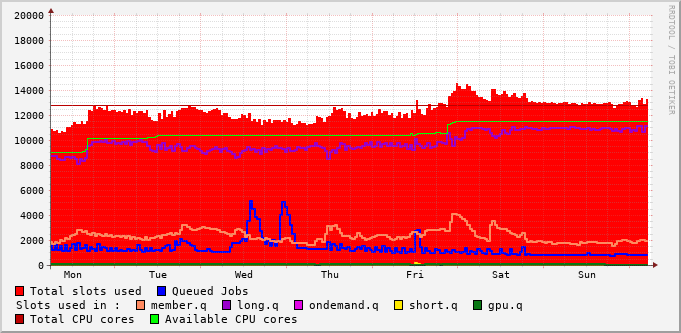 20000
18000
16000
14000
12000
10000
8000
6000
4000
2000
0
Mon Tue Wed Thu Fri Sat Sun
Total slots used Queued Jobs
Slots used in : member.q long.q ondemand.q short.q gpu.q
Total CPU cores Available CPU cores
RRDTOOL / TOBI OETIKER